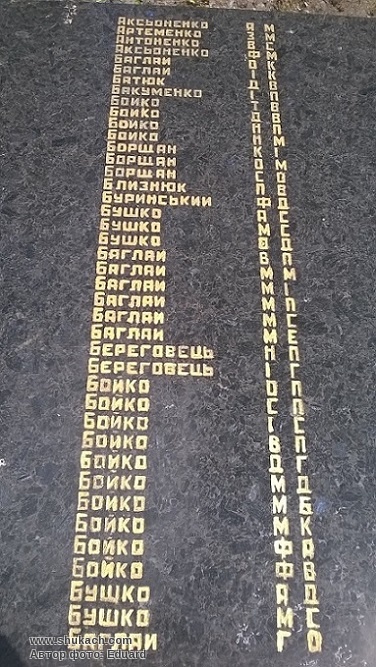 АКСЬОНЕНКО А М
АРТЕМЕНКО З М
АНТОНЕНКО В С
АКСЬОНЕНКО Ф М
БАГЛАЙ О К
БАГЛАЙ І К
БАТЮК Д В
БАКУМЕНКО І П
БОЙКО Т В
БОЙКО Д В
БОЙКО Н П
БОЙКО Н М
БОРЩАН К І
БОРЩАН О М
БОРЩАН С О
БЛИЗНЮК П В
БУРИНСЬКИЙ Ф Д
БУШКО А С
БУШКО М С
БУШКО О Д
БАГЛАЙ В П
БАГЛАЙ М М
БАГЛАЙ М І
БАГЛАЙ М П
БАГЛАЙ М С
БАГЛАЙ М Е
БЕРЕГОВЕЦЬ Н П
БЕРЕГОВЕЦЬ І Г
БОЙКО О П
БОЙКО С П
БОЙКО І С
БОЙКО В П
БОЙКО Д Г
БОЙКО М Д
БОЙКО М Б
БОЙКО М К
БОЙКО Ф А
БОЙКО Ф В
БУШКО А Д
БУШКО М С
БАГЛАЙ Г О
www.shukach.com
Автор фото: Eduard